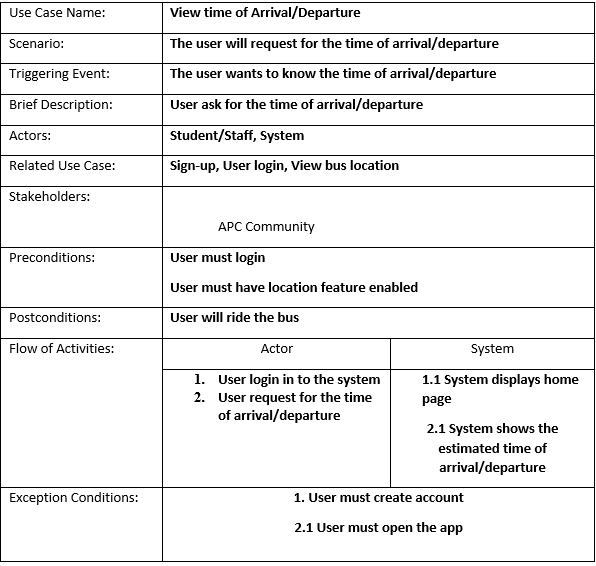 Use Case Name: View time of Arrival/Departure
Scenario: The user will request for the time of arrival/departure
Triggering Event: The user wants to know the time of arrival/departure
Brief Description: User ask for the time of arrival/departure
Actors: Student/Staff, System
Related Use Case: Sign-up, User login, View bus location
Stakeholders:
APC Community
Preconditions: User must login
User must have location feature enabled
Postconditions: User will ride the bus
Flow of Activities: Actor System
1. User login in to the system
2. User request for the time
of arrival/departure
1.1 System displays home
page
2.1 System shows the
estimated time of
arrival/departure
Exception Conditions: 1. User must create account
2.1 User must open the app